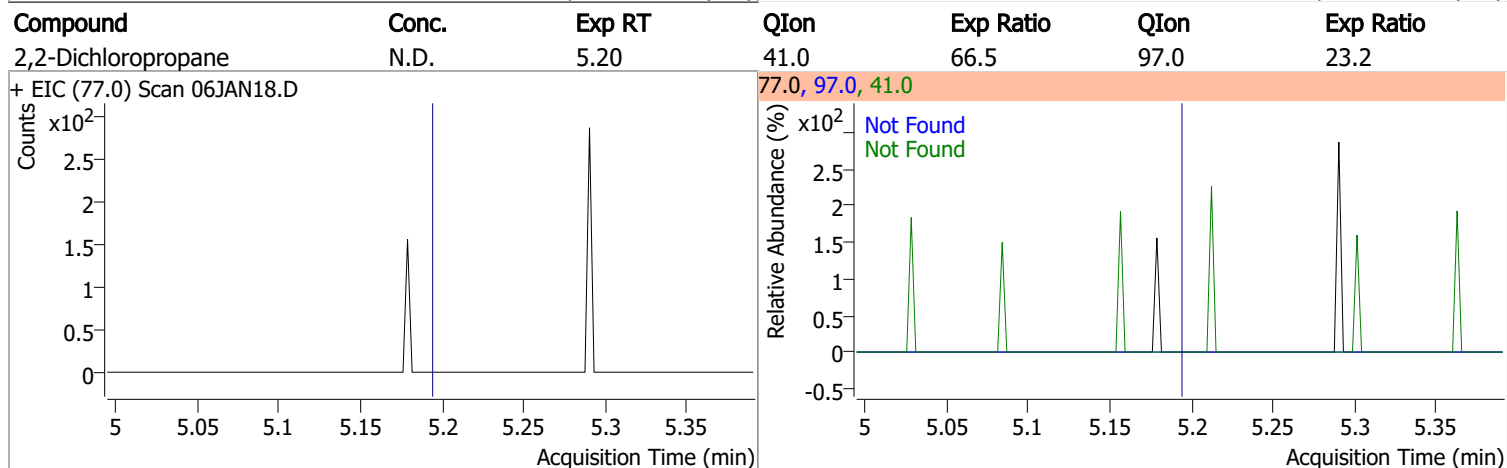 Compound Conc. Exp RT QIon Exp Ratio QIon Exp Ratio
2,2-Dichloropropane N.D. 5.20 41.0 66.5 97.0 23.2
+ EIC (77.0) Scan 06JAN18.D
Counts
x10²
2.5
2
1.5
1
0.5
0
5 5.05 5.1 5.15 5.2 5.25 5.3 5.35
Acquisition Time (min)
77.0, 97.0, 41.0
Relative Abundance (%)
x10²
Not Found
Not Found
2.5
2
1.5
1
0.5
0
-0.5
5 5.05 5.1 5.15 5.2 5.25 5.3 5.35
Acquisition Time (min)